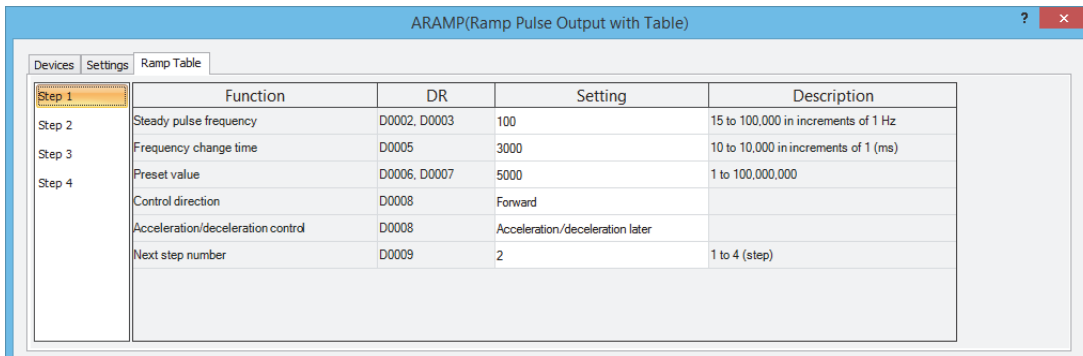 ARAMP(Ramp Pulse Output with Table)
? ×
Devices Settings Ramp Table
Step 1
Step 2
Step 3
Step 4
Function DR Setting Description
Steady pulse frequency D0002, D0003 100 15 to 100,000 in increments of 1 Hz
Frequency change time D0005 3000 10 to 10,000 in increments of 1 (ms)
Preset value D0006, D0007 5000 1 to 100,000,000
Control direction D0008 Forward
Acceleration/deceleration control D0008 Acceleration/deceleration later
Next step number D0009 2 1 to 4 (step)